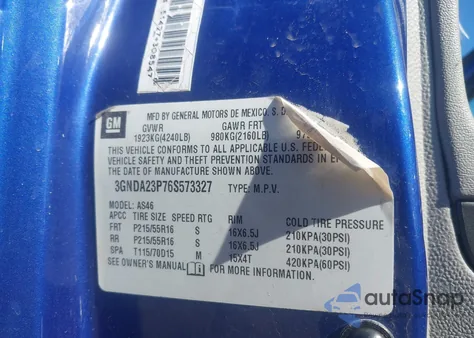 GM
MFD BY GENERAL MOTORS DE MEXICO, S. D
GVWR GAWR FRT
1923KG(4240LB) 980KG(2160LB) 97
THIS VEHICLE CONFORMS TO ALL APPLICABLE U.S. FEDE
VEHICLE SAFETY AND THEFT PREVENTION STANDARDS IN EF
ON THE DATE OF MANUFACTURE SHOWN ABOVE.
3GNDA23P76S573327 TYPE: M.P.V.
MODEL: AS46
APCC TIRE SIZE SPEED RTG RIM COLD TIRE PRESSURE
FRT P215/55R16 S 16X6.5J 210KPA(30PSI)
RR P215/55R16 S 16X6.5J 210KPA(30PSI)
SPA T115/70D15 M 15X4T 420KPA(60PSI)
SEE OWNER'S MANUAL FOR MORE INFORMATION
autoSnap